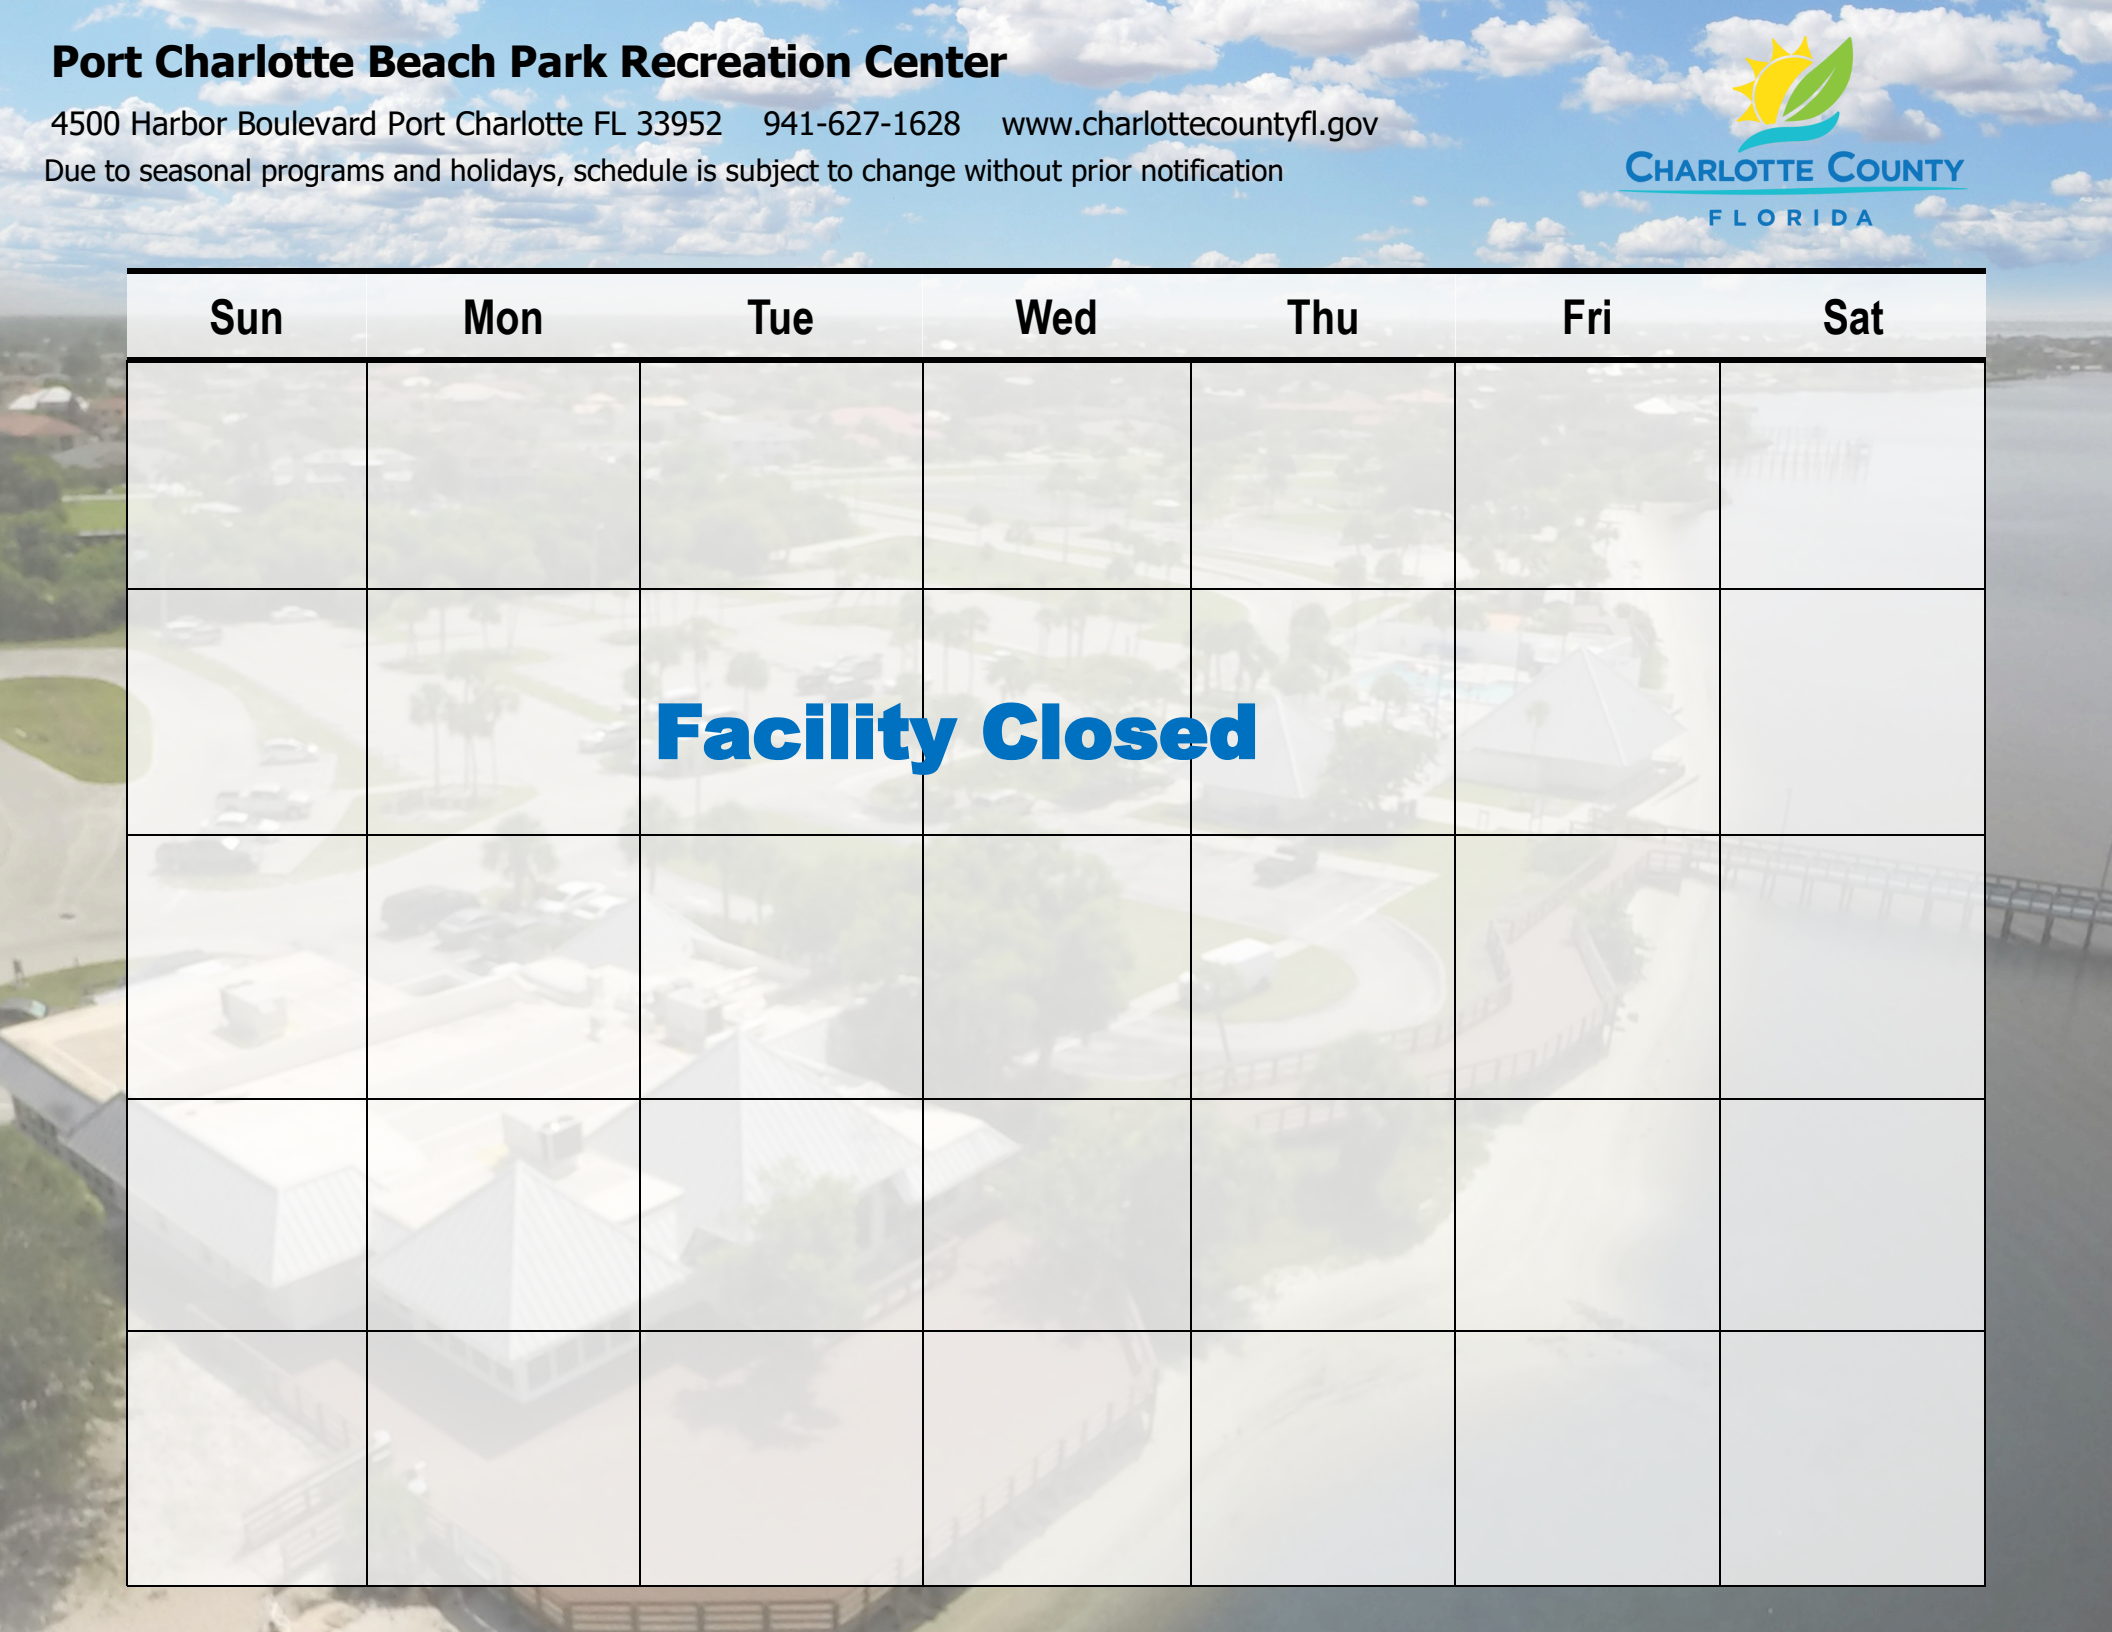 Port Charlotte Beach Park Recreation Center
4500 Harbor Boulevard Port Charlotte FL 33952 941-627-1628 www.charlottecountyfl.gov
Due to seasonal programs and holidays, schedule is subject to change without prior notification
CHARLOTTE COUNTY
FLORIDA
Sun Mon Tue Wed Thu Fri Sat
Facility Closed